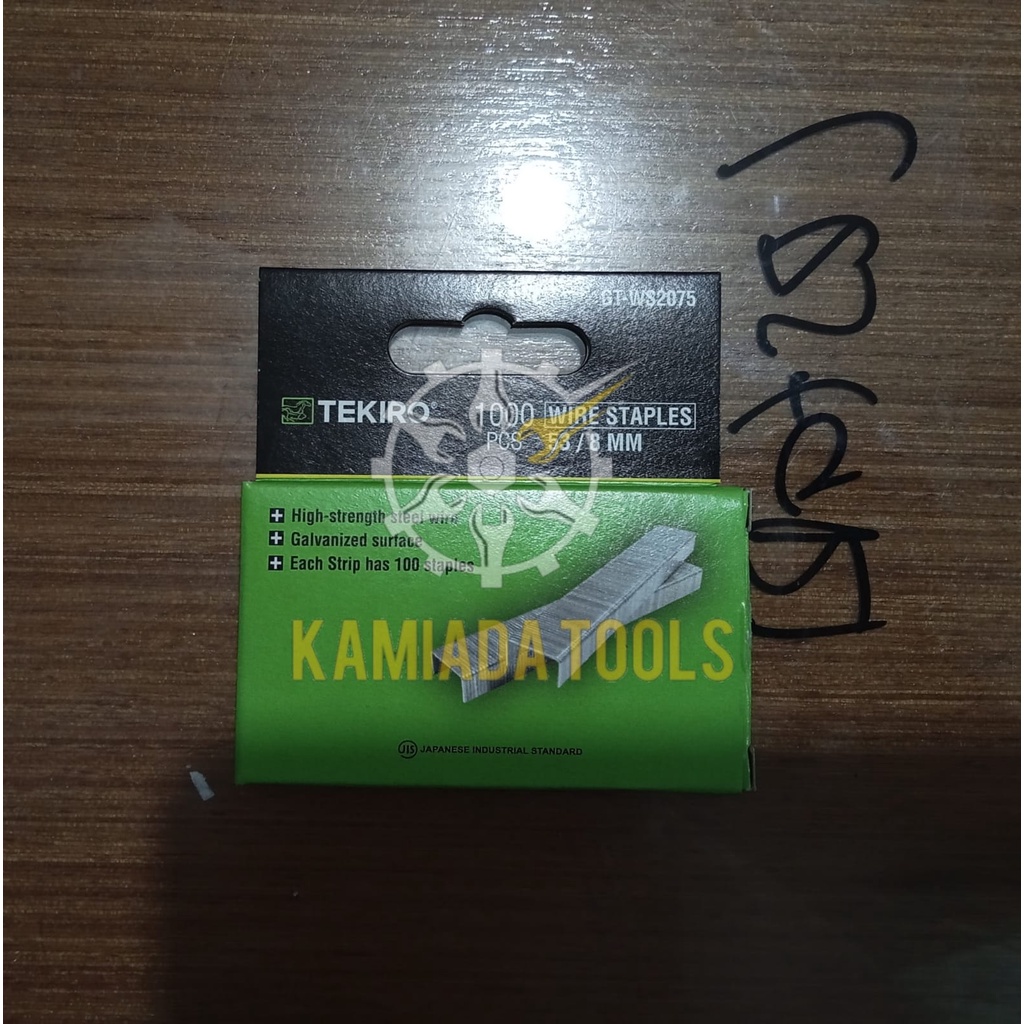 GT-WS2075
TEKIRO®
1000 PCS
WIRE STAPLES
53 / 8 MM
High-strength steel wire
Galvanized surface
Each Strip has 100 staples
KAMIADA TOOLS
JIS JAPANESE INDUSTRIAL STANDARD